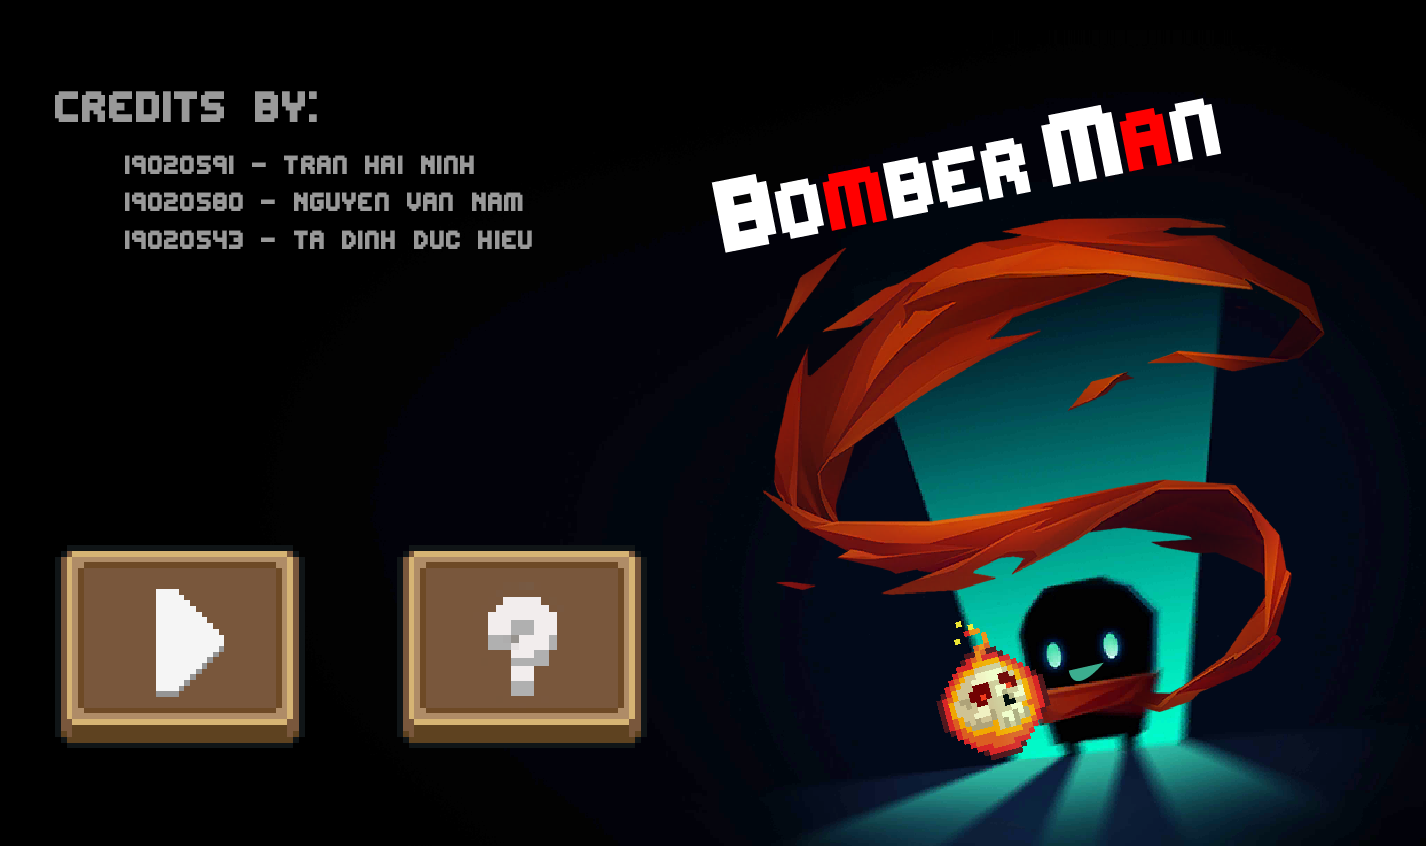 CREDITS BY:
19020591 - TRAN HAI NINH
19020580 - NGUYEN VAN NAM
19020543 - TA DINH DUC HIEU
BOMBER MAN
?